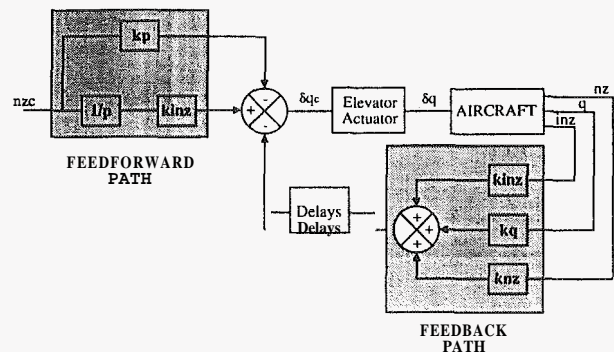 kp
nzc
1/p
kinz
FEEDFORWARD
PATH
-
+
-
δqc
Elevator
Actuator
δq
AIRCRAFT
nz
q
inz
Delays
Delays
kinz
kq
knz
+
+
+
FEEDBACK
PATH